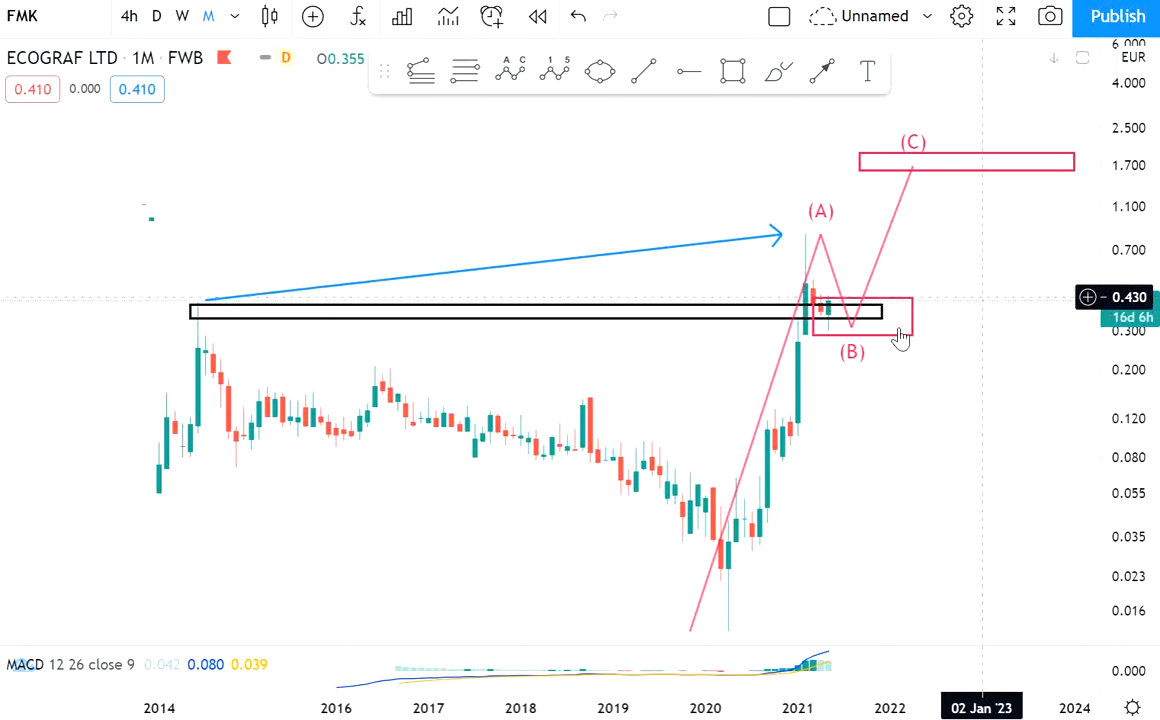 FMK 4h D W M Unnamed Publish
ECOGRAF LTD · 1M · FWB D O0.355
0.410 0.000 0.410
A C
1 5
T
EUR
4.000
2.500
1.700
1.100
0.700
0.430
16d 6h
0.300
0.200
0.120
0.080
0.055
0.035
0.023
0.016
(C)
(A)
(B)
MACD 12 26 close 9 0.042 0.080 0.039
0.000
2014 2016 2017 2018 2019 2020 2021 2022 02 Jan '23 2024